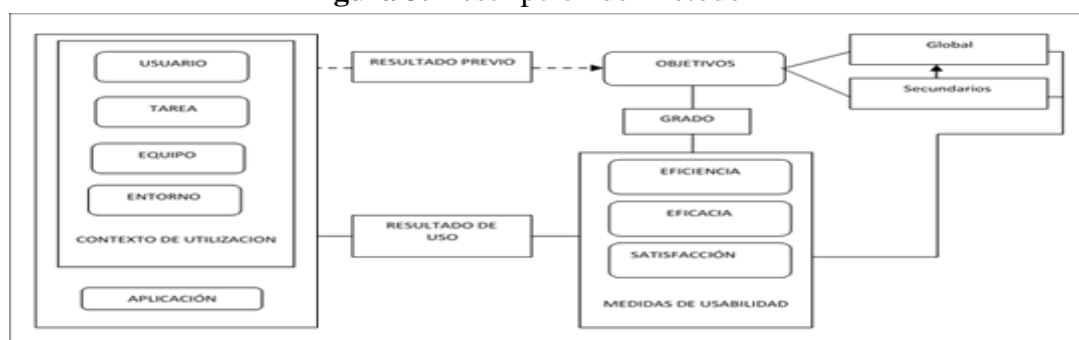 USUARIO
TAREA
EQUIPO
ENTORNO
CONTEXTO DE UTILIZACION
APLICACIÓN
RESULTADO PREVIO
RESULTADO DE
USO
OBJETIVOS
GRADO
EFICIENCIA
EFICACIA
SATISFACCIÓN
MEDIDAS DE USABILIDAD
Global
Secundarios